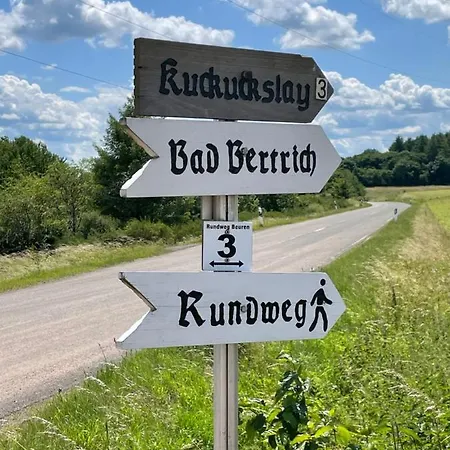 Kuckuckslay 3
Bad Bertrich
Rundweg Beuren
3
Rundweg